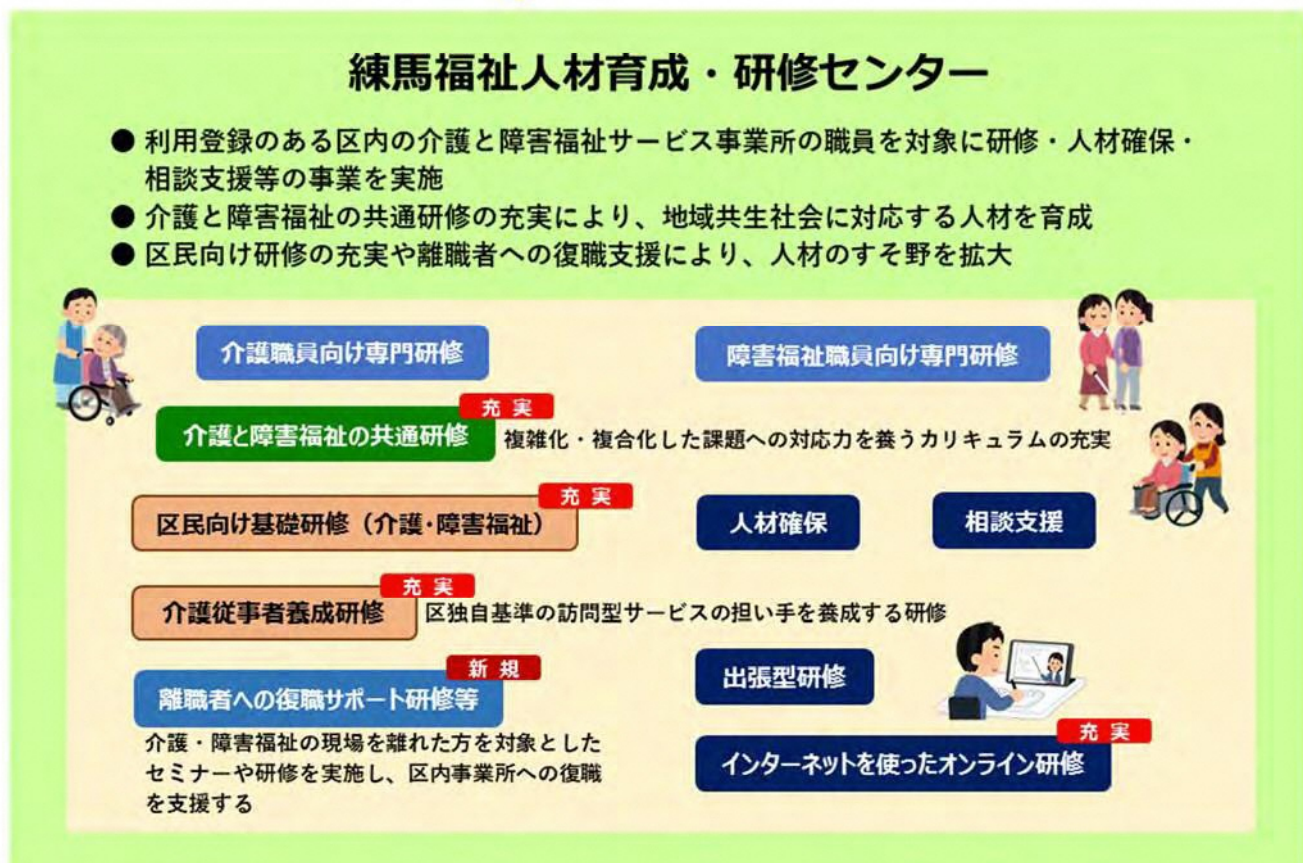 練馬福祉人材育成・研修センター
● 利用登録のある区内の介護と障害福祉サービス事業所の職員を対象に研修・人材確保・
相談支援等の事業を実施
● 介護と障害福祉の共通研修の充実により、地域共生社会に対応する人材を育成
● 区民向け研修の充実や離職者への復職支援により、人材のすそ野を拡大
介護職員向け専門研修
障害福祉職員向け専門研修
充 実
介護と障害福祉の共通研修
複雑化・複合化した課題への対応力を養うカリキュラムの充実
充 実
区民向け基礎研修（介護・障害福祉）
人材確保
相談支援
充 実
介護従事者養成研修
区独自基準の訪問型サービスの担い手を養成する研修
新 規
離職者への復職サポート研修等
出張型研修
介護・障害福祉の現場を離れた方を対象とした
セミナーや研修を実施し、区内事業所への復職
を支援する
充 実
インターネットを使ったオンライン研修